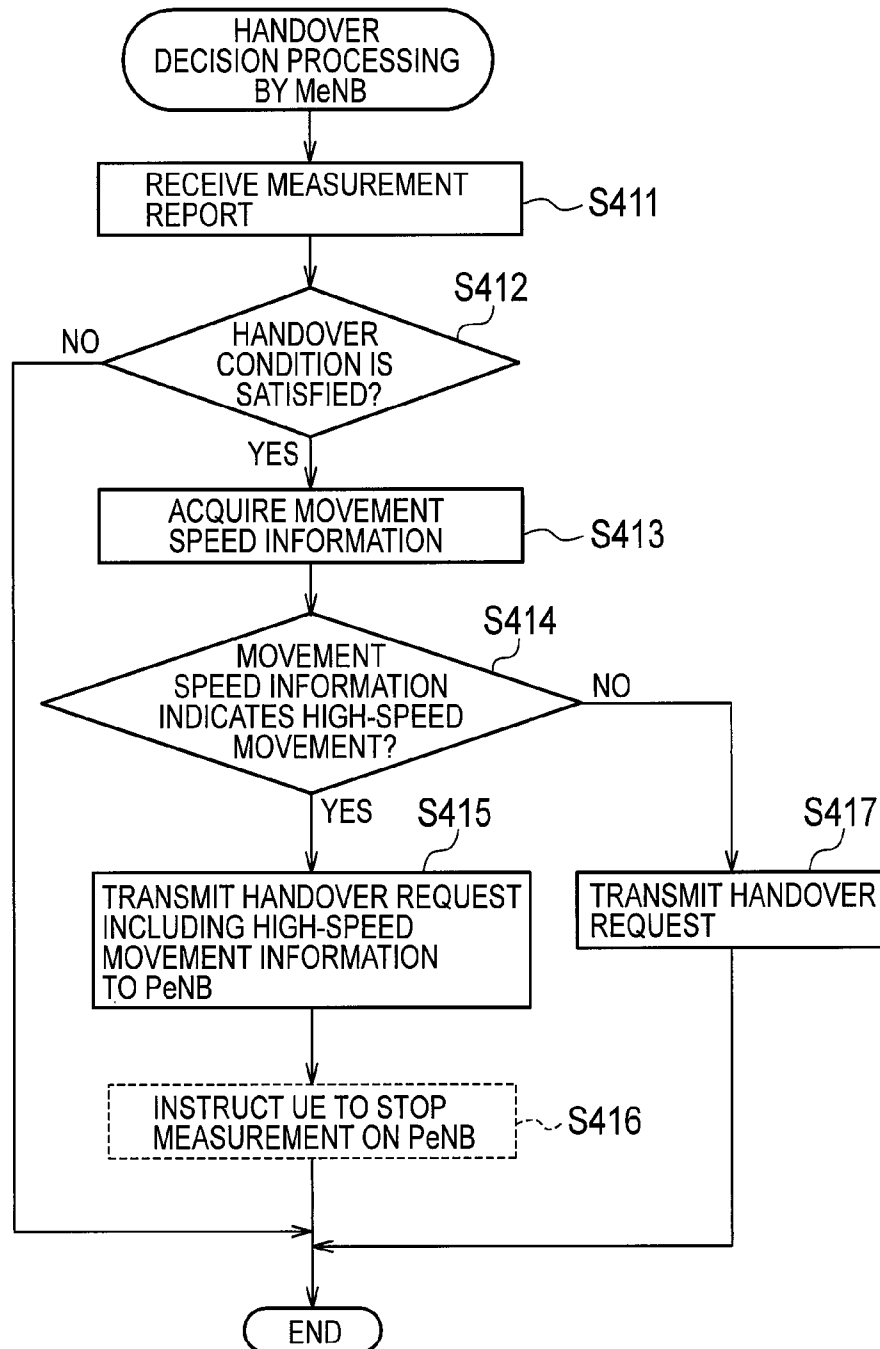 HANDOVER
DECISION PROCESSING
BY MeNB
RECEIVE MEASUREMENT
REPORT
S411
S412
NO
HANDOVER
CONDITION IS
SATISFIED?
YES
ACQUIRE MOVEMENT
SPEED INFORMATION
S413
S414
MOVEMENT
SPEED INFORMATION
INDICATES HIGH-SPEED
MOVEMENT?
NO
YES
S415
S417
TRANSMIT HANDOVER REQUEST
INCLUDING HIGH-SPEED
MOVEMENT INFORMATION
TO PeNB
TRANSMIT HANDOVER
REQUEST
INSTRUCT UE TO STOP
MEASUREMENT ON PeNB
S416
END